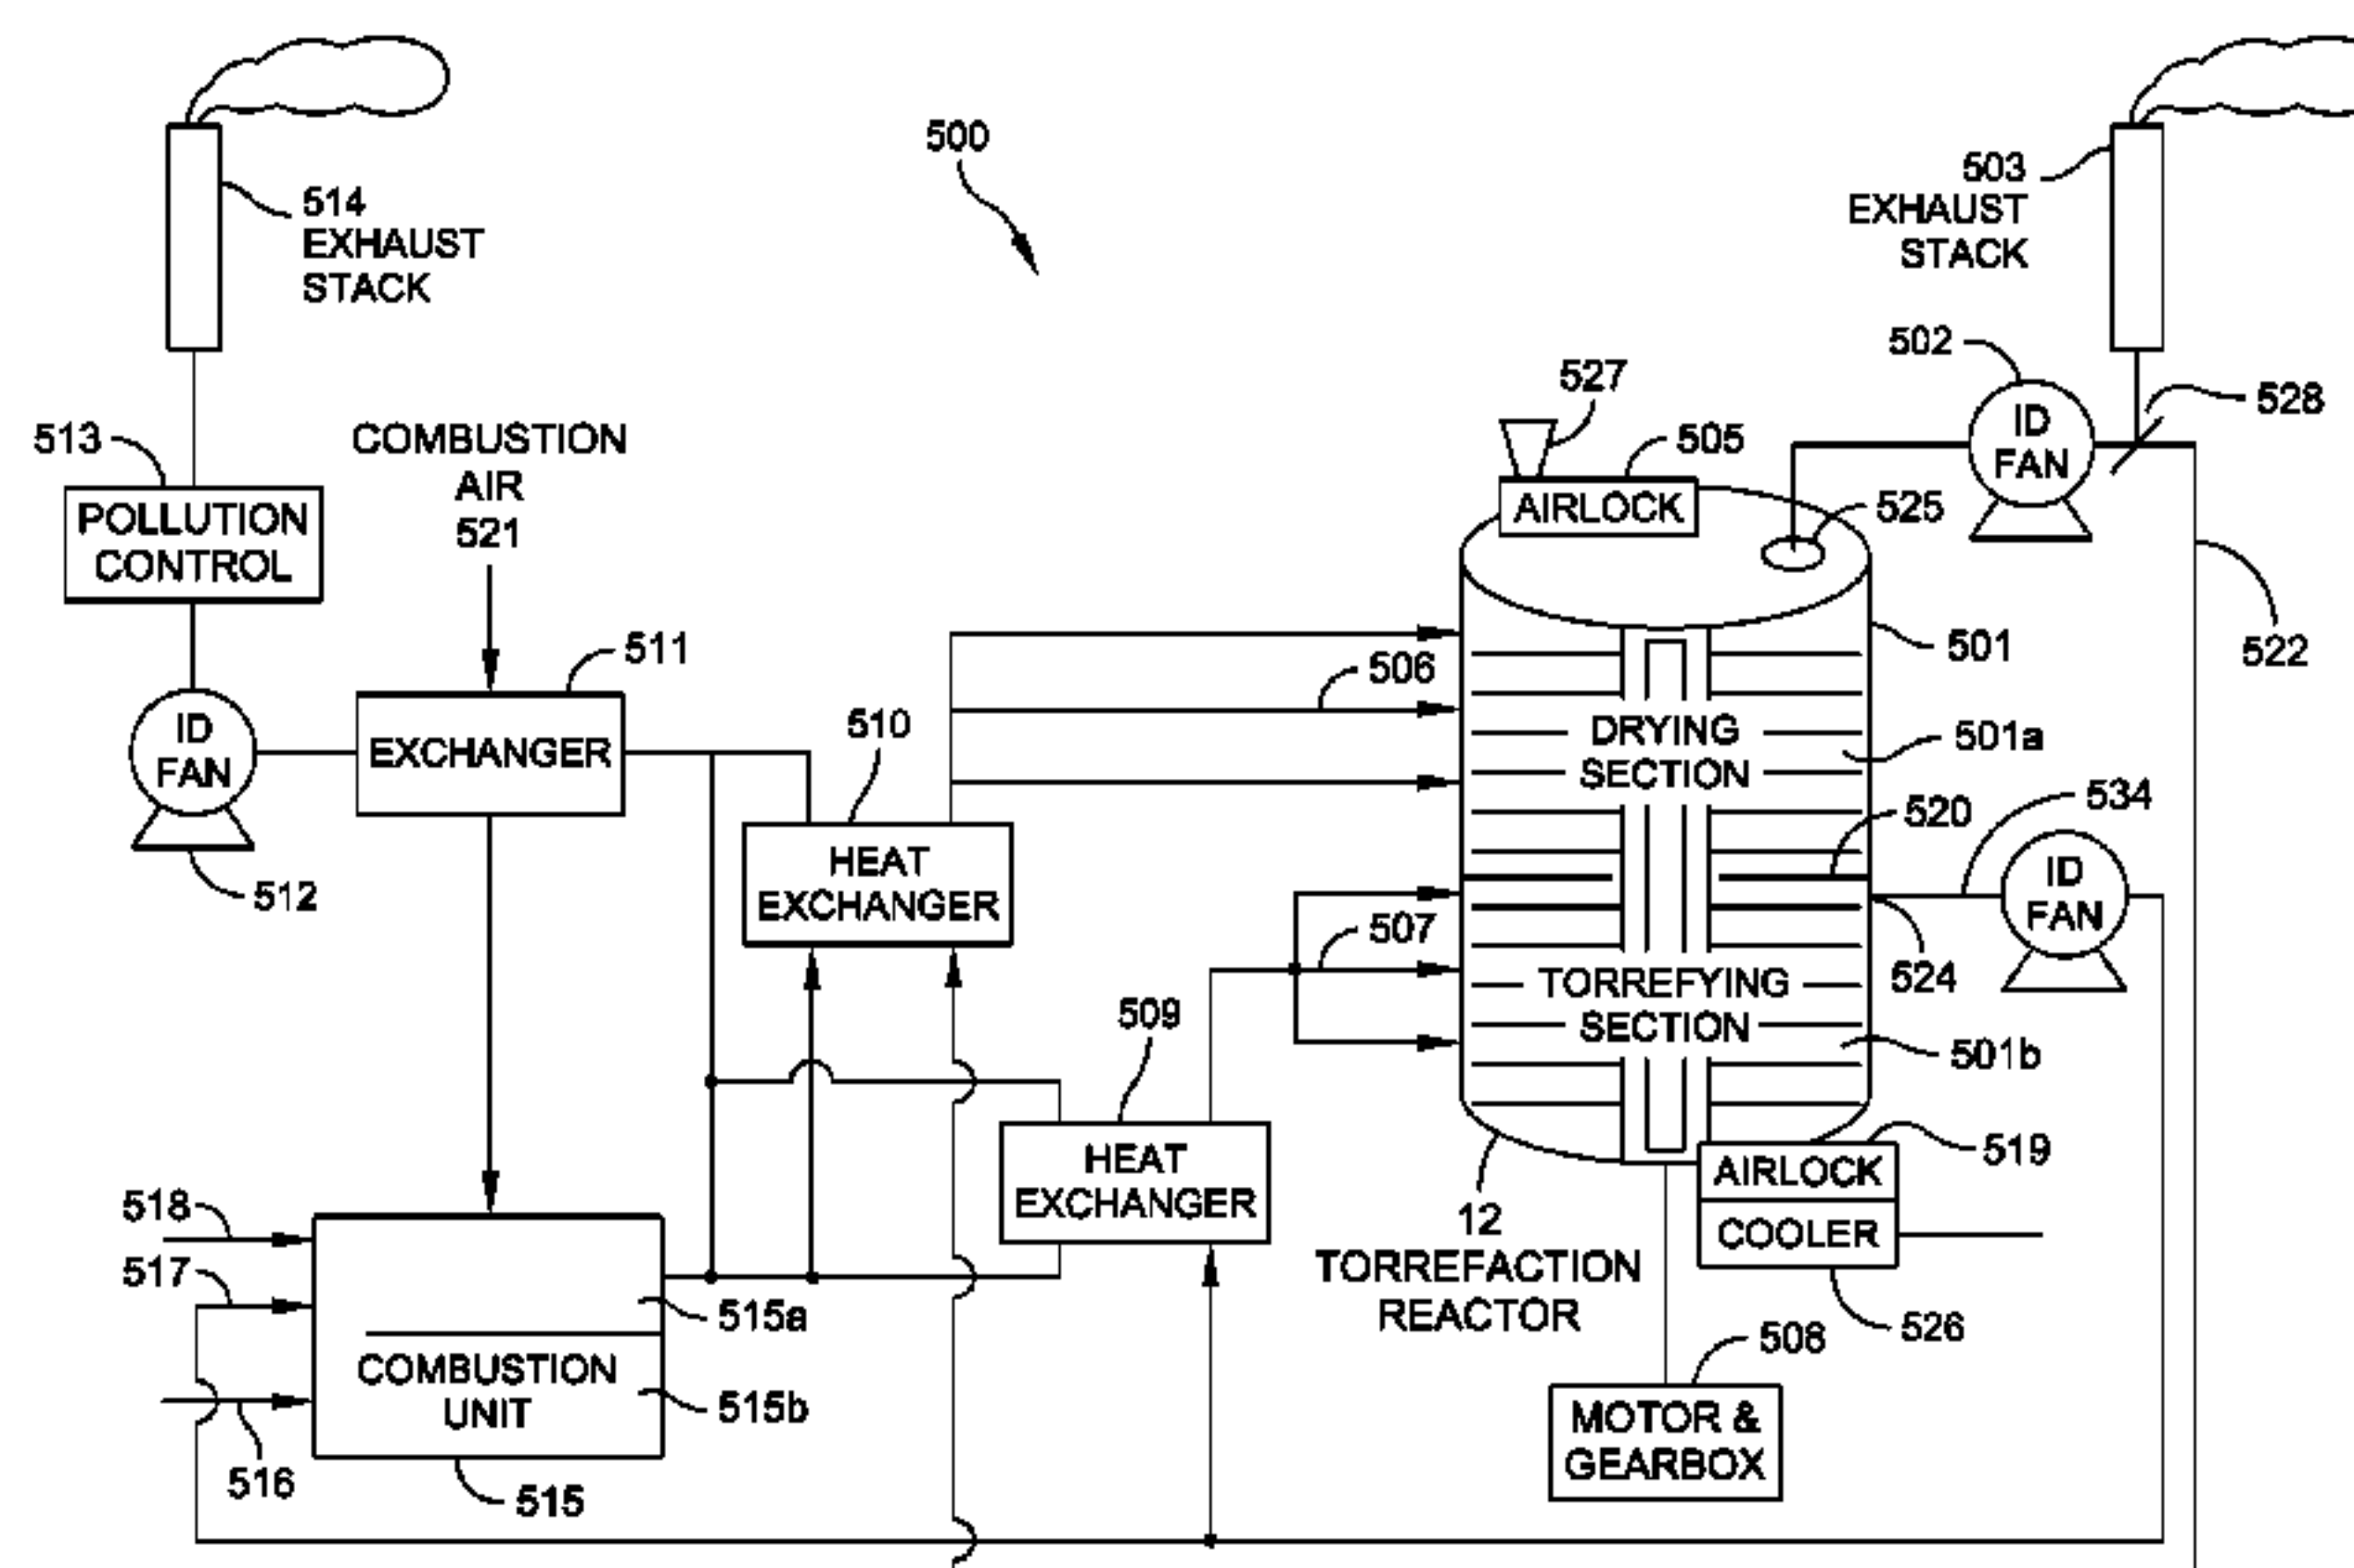 500
514
EXHAUST
STACK
503
EXHAUST
STACK
502
ID
FAN
528
527
505
AIRLOCK
525
513
POLLUTION
CONTROL
COMBUSTION
AIR
521
511
EXCHANGER
ID
FAN
512
510
HEAT
EXCHANGER
506
501
522
DRYING
SECTION
501a
534
520
ID
FAN
507
524
TORREFYING
SECTION
501b
509
HEAT
EXCHANGER
519
AIRLOCK
COOLER
526
12
TORREFACTION
REACTOR
508
MOTOR &
GEARBOX
518
517
516
515a
COMBUSTION
UNIT
515b
515